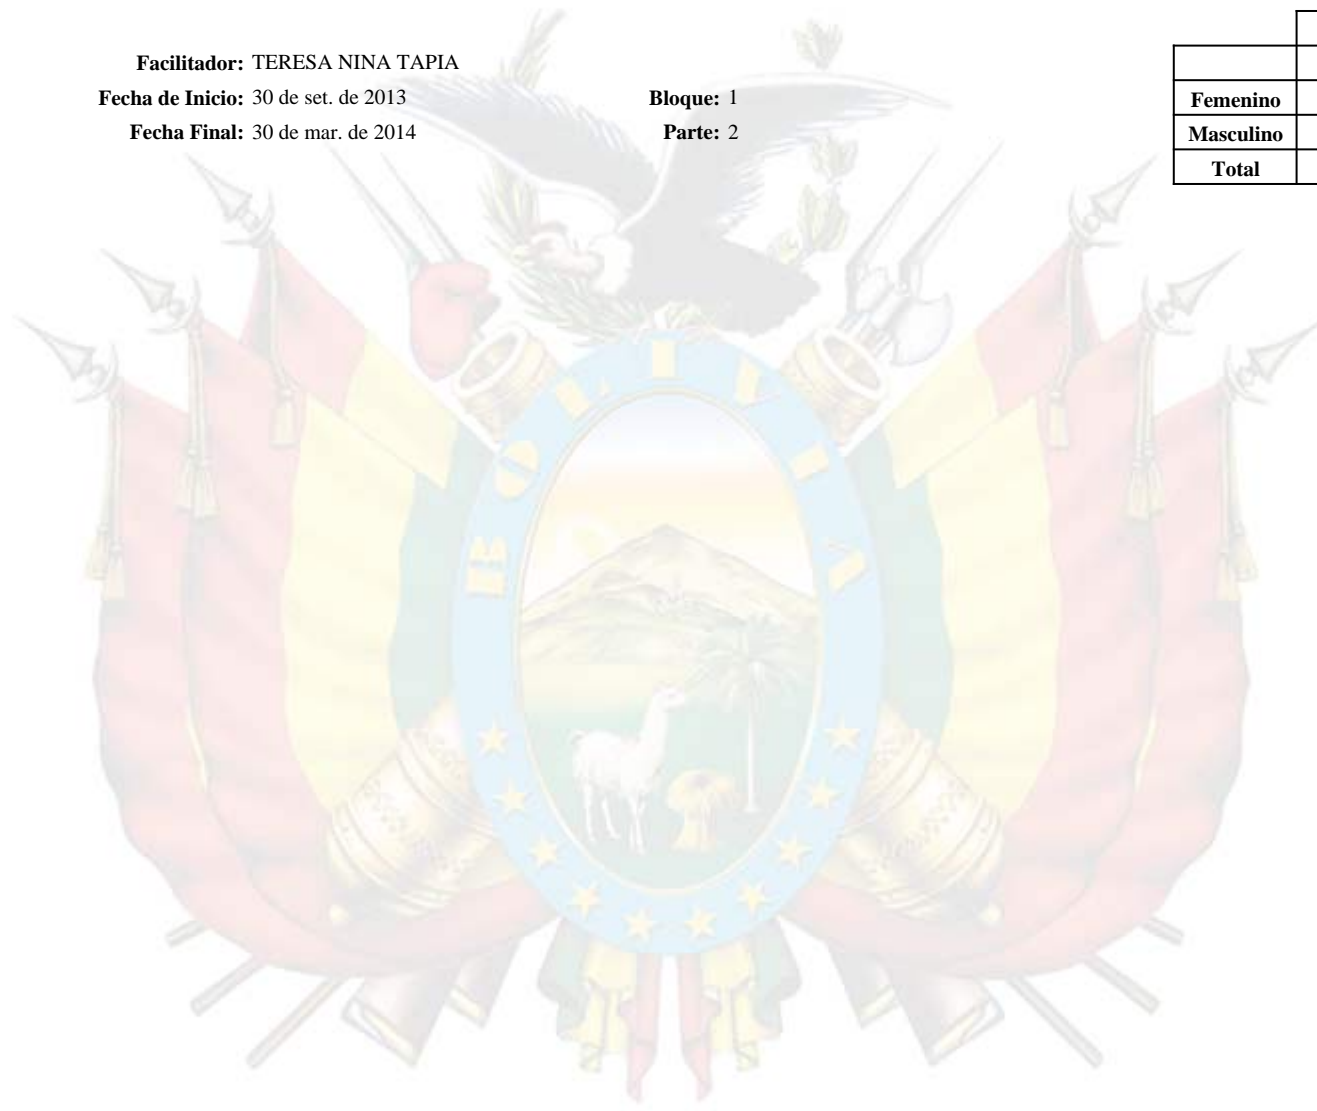 Facilitador: TERESA NINA TAPIA
Fecha de Inicio: 30 de set. de 2013 Bloque: 1
Fecha Final: 30 de mar. de 2014 Parte: 2
Femenino
Masculino
Total
BOLIVIA